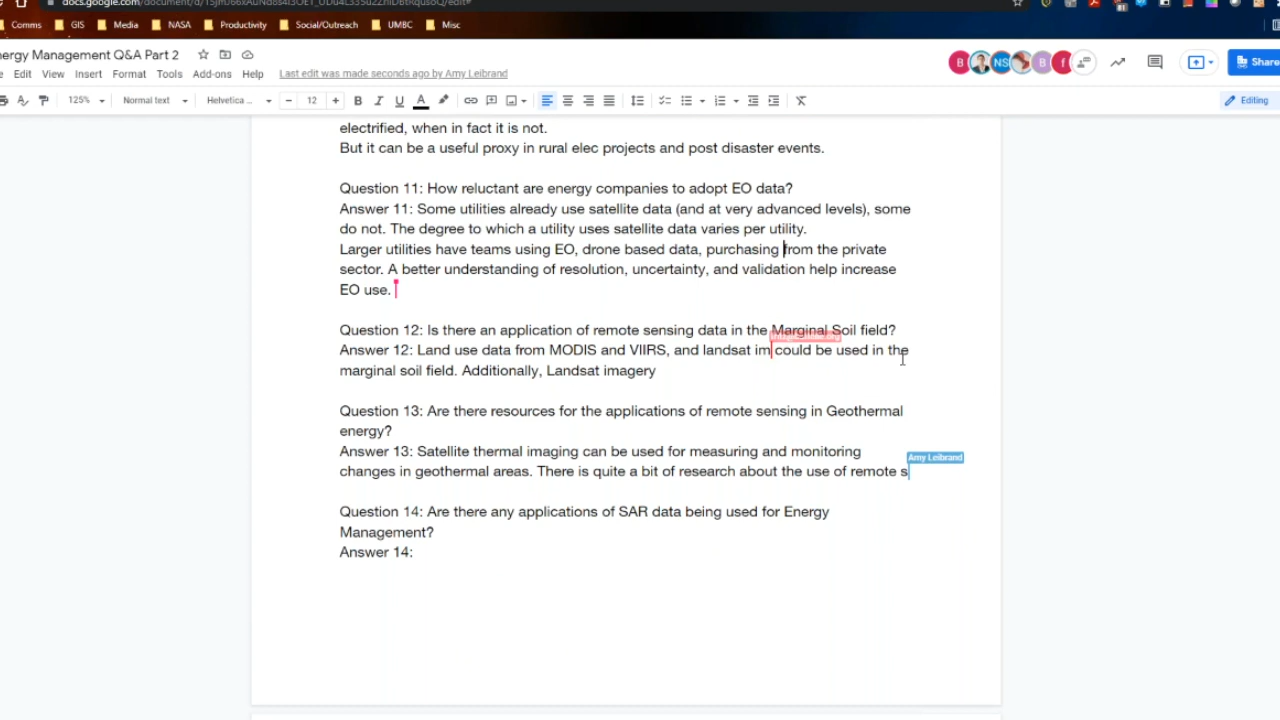 Comms GIS Media NASA Productivity Social/Outreach UMBC Misc
nergy Management Q&A Part 2
Edit View Insert Format Tools Add-ons Help Last edit was made seconds ago by Amy Leibrand
B NS B f Share
125% Normal text Helvetica ... 12 B I U A Editing
electrified, when in fact it is not.
But it can be a useful proxy in rural elec projects and post disaster events.
Question 11: How reluctant are energy companies to adopt EO data?
Answer 11: Some utilities already use satellite data (and at very advanced levels), some
do not. The degree to which a utility uses satellite data varies per utility.
Larger utilities have teams using EO, drone based data, purchasing from the private
sector. A better understanding of resolution, uncertainty, and validation help increase
EO use.
Question 12: Is there an application of remote sensing data in the Marginal Soil field?
Answer 12: Land use data from MODIS and VIIRS, and landsat im could be used in the
marginal soil field. Additionally, Landsat imagery
Question 13: Are there resources for the applications of remote sensing in Geothermal
energy?
Answer 13: Satellite thermal imaging can be used for measuring and monitoring
Amy Leibrand
changes in geothermal areas. There is quite a bit of research about the use of remote s
Question 14: Are there any applications of SAR data being used for Energy
Management?
Answer 14: